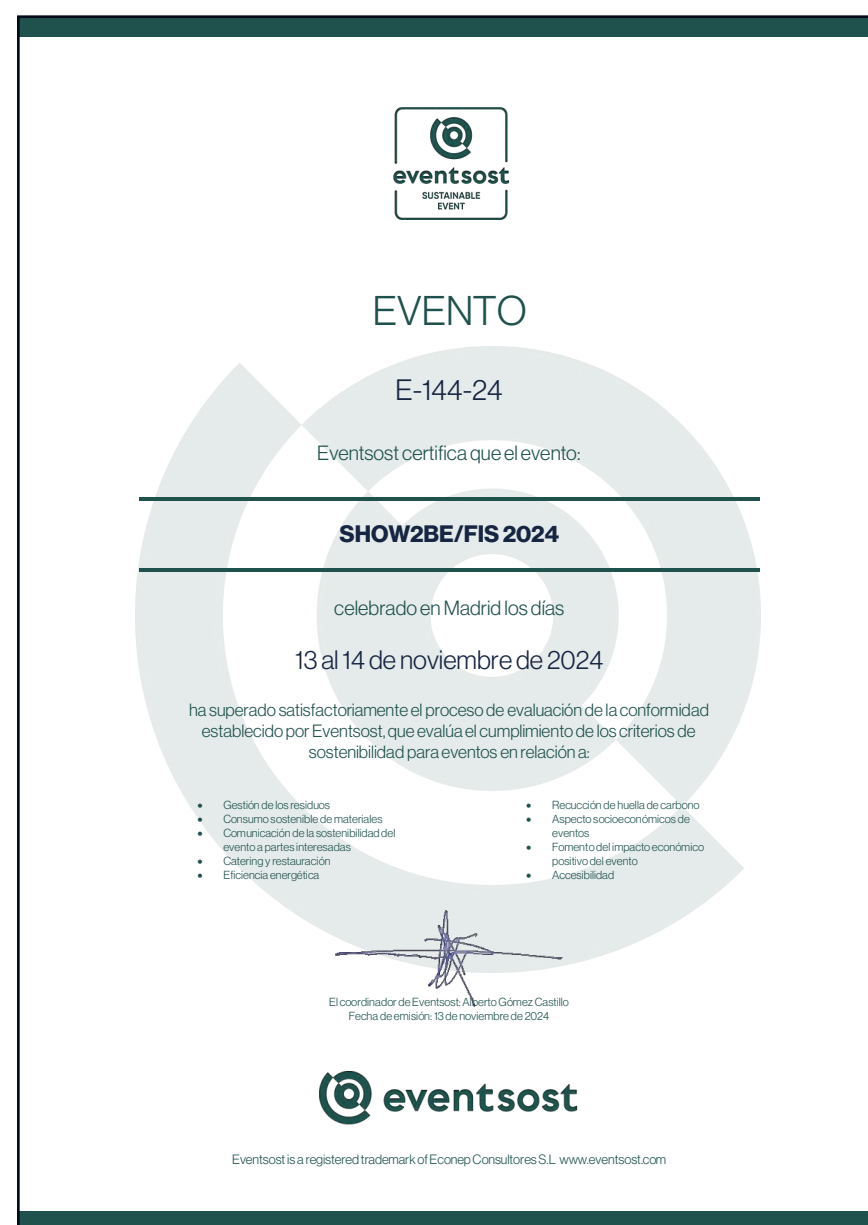 eventsost
SUSTAINABLE
EVENT
EVENTO
E-144-24
Eventsost certifica que el evento:
SHOW2BE/FIS 2024
celebrado en Madrid los días
13 al 14 de noviembre de 2024
ha superado satisfactoriamente el proceso de evaluación de la conformidad
establecido por Eventsost, que evalúa el cumplimiento de los criterios de
sostenibilidad para eventos en relación a:
• Gestión de los residuos
• Consumo sostenible de materiales
• Comunicación de la sostenibilidad del
evento a partes interesadas
• Catering y restauración
• Eficiencia energética
• Recucción de huella de carbono
• Aspecto socioeconómicos de
eventos
• Fomento del impacto económico
positivo del evento
• Accesibilidad
El coordinador de Eventsost: Alberto Gómez Castillo
Fecha de emisión: 13 de noviembre de 2024
eventsost
Eventsost is a registered trademark of Econep Consultores S.L www.eventsost.com